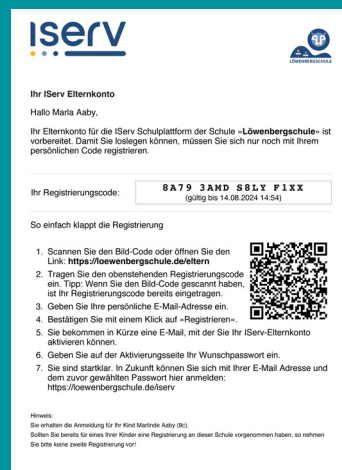 ISerV
LÖWENBERGSCHULE
Ihr IServ Elternkonto
Hallo Marla Aaby,
Ihr Elternkonto für die IServ Schulplattform der Schule »Löwenbergschule« ist
vorbereitet. Damit Sie loslegen können, müssen Sie sich nur noch mit Ihrem
persönlichen Code registrieren.
Ihr Registrierungscode:
8A79 3AMD S8LY F1XX
(gültig bis 14.08.2024 14:54)
So einfach klappt die Registrierung
1. Scannen Sie den Bild-Code oder öffnen Sie den
Link: https://loewenbergschule.de/eltern
2. Tragen Sie den obenstehenden Registrierungscode
ein. Tipp: Wenn Sie den Bild-Code gescannt haben,
ist Ihr Registrierungscode bereits eingetragen.
3. Geben Sie Ihre persönliche E-Mail-Adresse ein.
4. Bestätigen Sie mit einem Klick auf »Registrieren«.
5. Sie bekommen in Kürze eine E-Mail, mit der Sie Ihr IServ-Elternkonto
aktivieren können.
6. Geben Sie auf der Aktivierungsseite Ihr Wunschpasswort ein.
7. Sie sind startklar. In Zukunft können Sie sich mit Ihrer E-Mail Adresse und
dem zuvor gewählten Passwort hier anmelden:
https://loewenbergschule.de/iserv
Hinweis:
Sie erhalten die Anmeldung für Ihr Kind Marlinde Aaby (8c).
Sollten Sie bereits für eines Ihrer Kinder eine Registrierung an dieser Schule vorgenommen haben, so nehmen
Sie bitte keine zweite Registrierung vor!